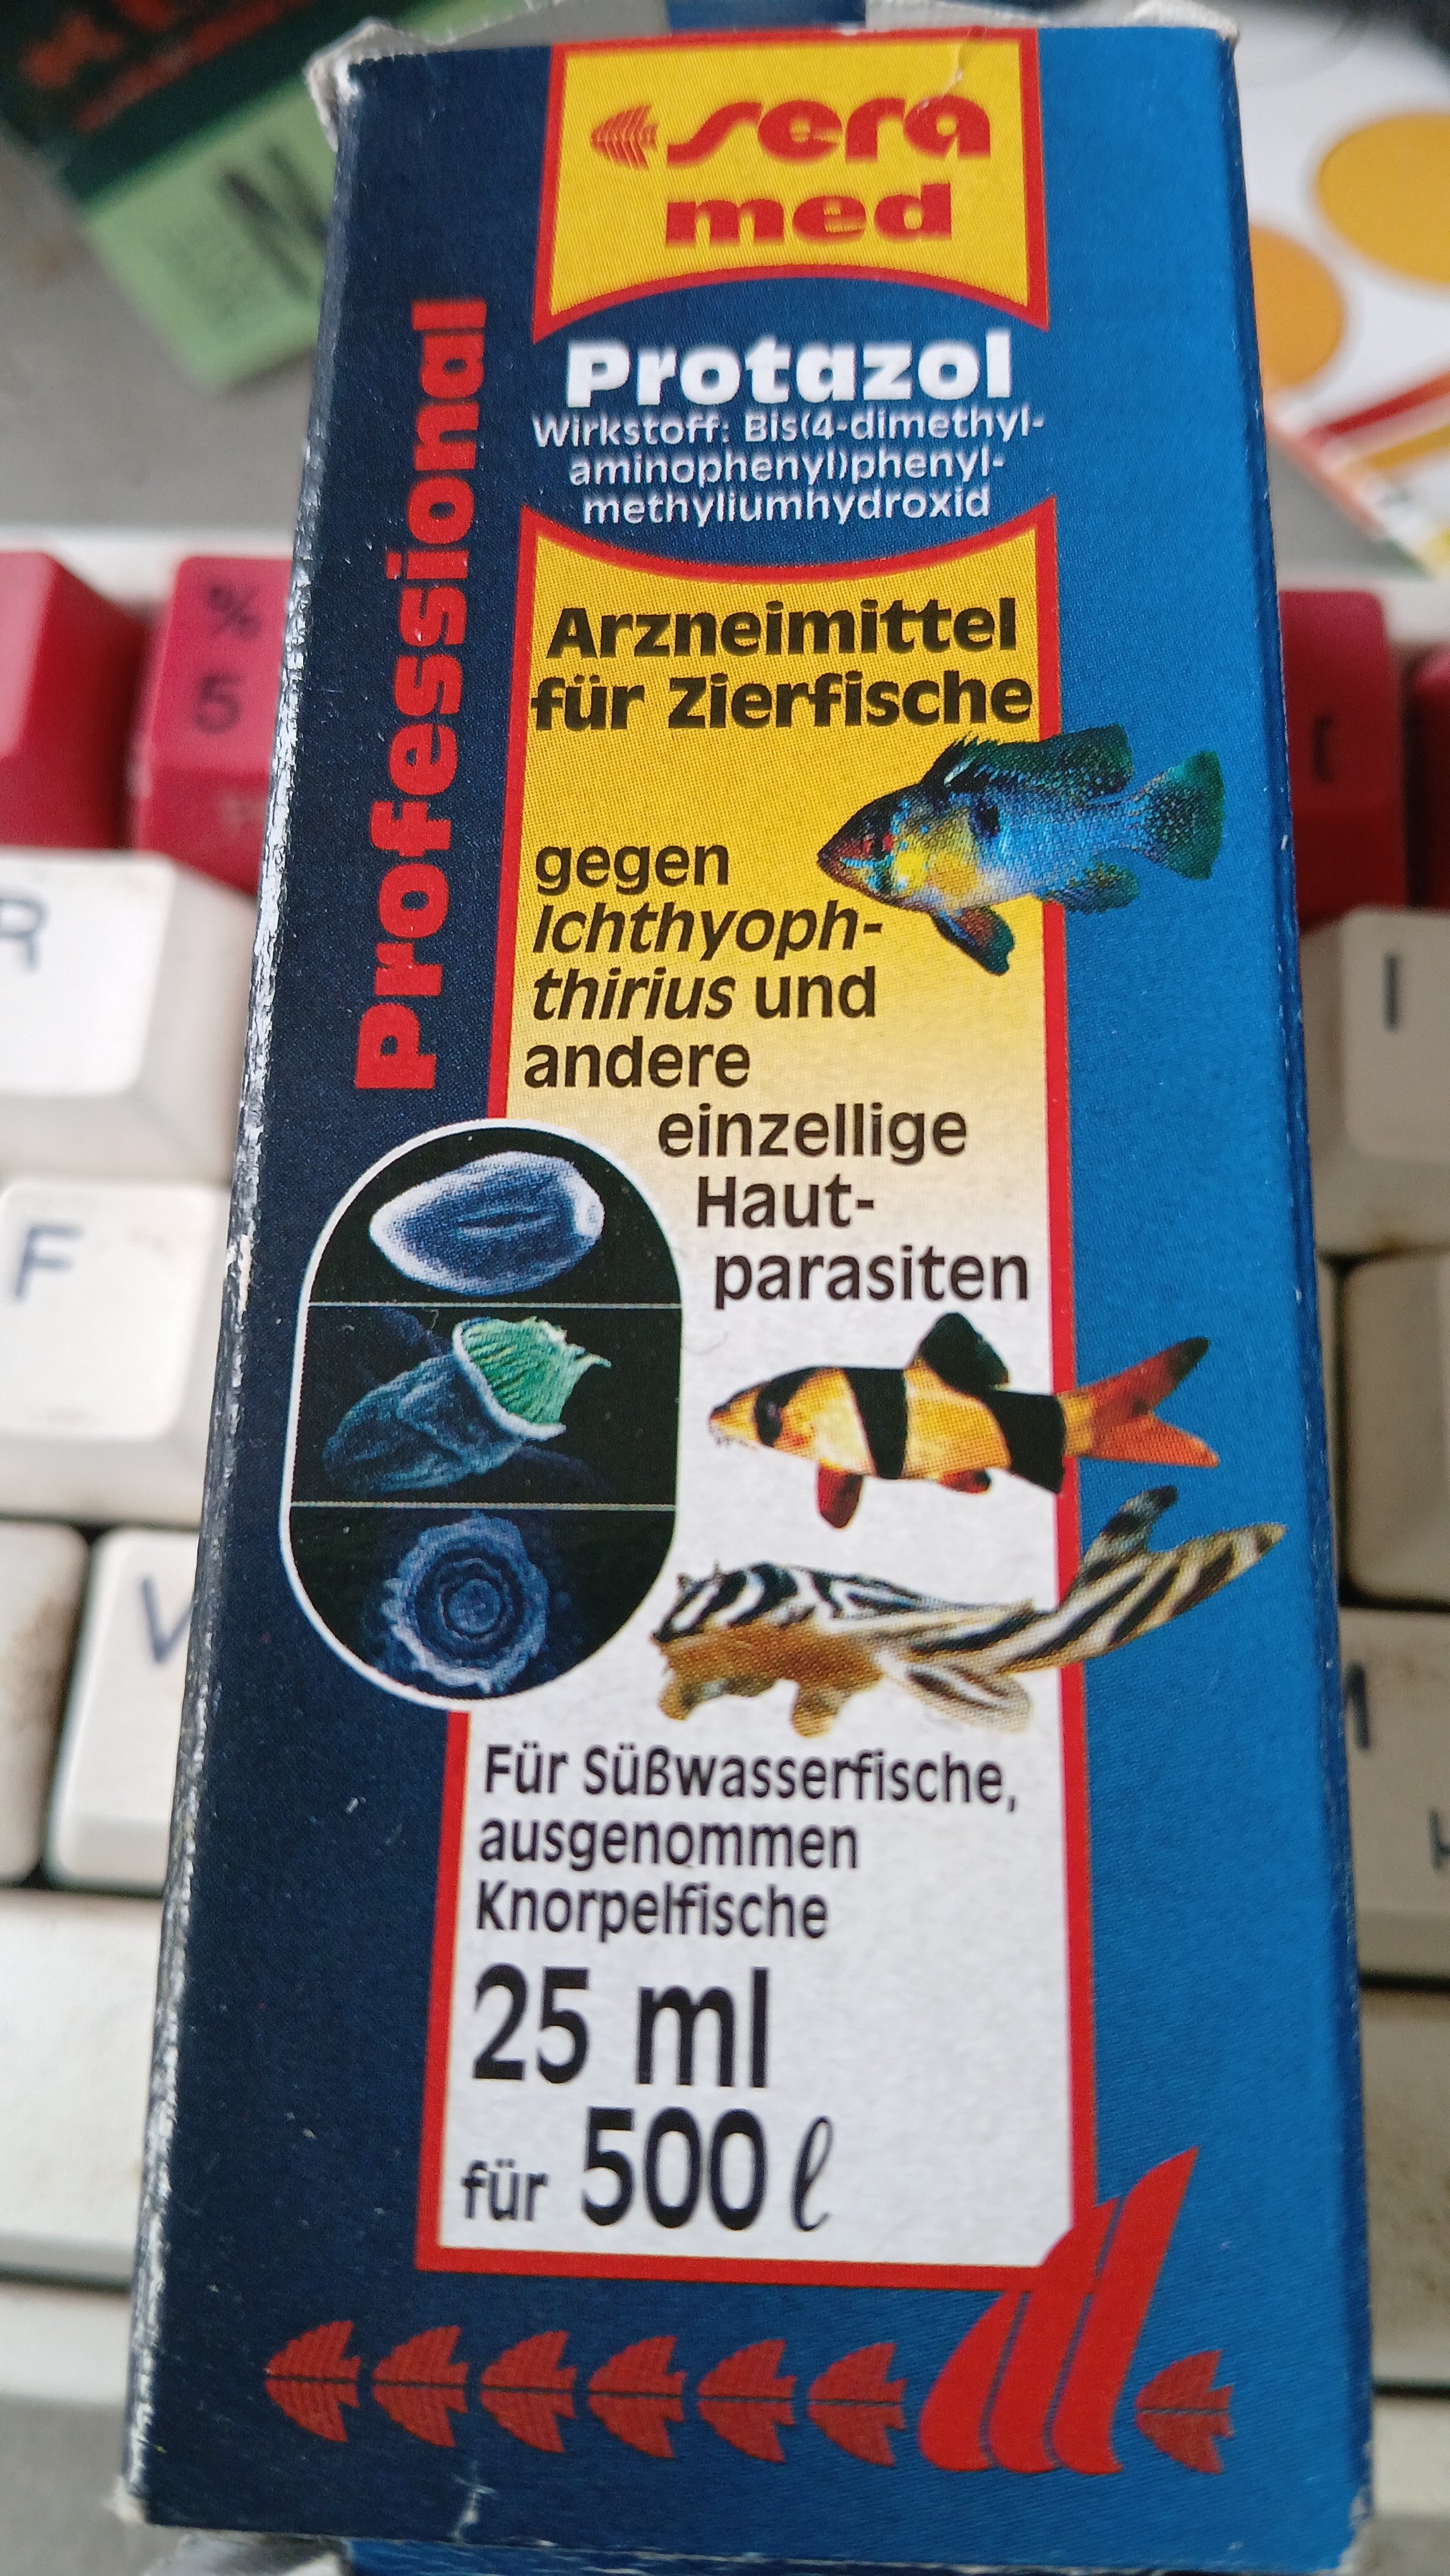 sera
med
Professional
Protazol
Wirkstoff: Bis(4-dimethyl-
aminophenyl)phenyl-
methyliumhydroxid
Arzneimittel
für Zierfische
gegen
Ichthyoph-
thirius und
andere
einzellige
Haut-
parasiten
Für Süßwasserfische,
ausgenommen
Knorpelfische
25 ml
für 500 ℓ
%
5
R
F
V
I